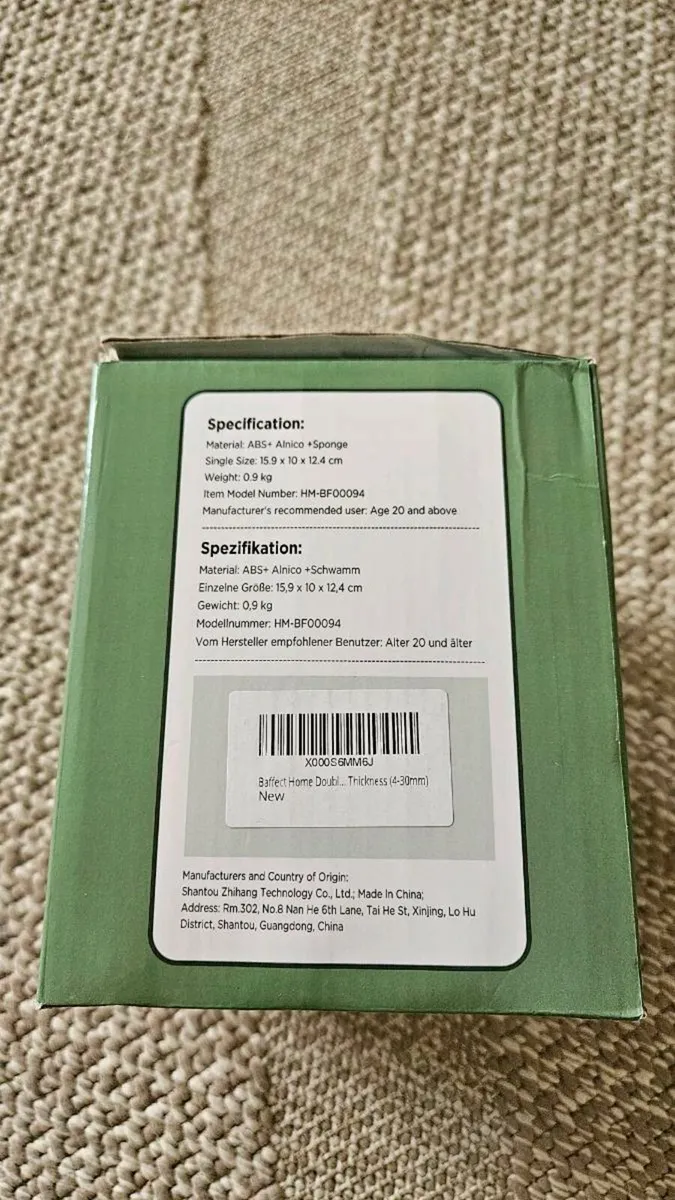 Specification:
Material: ABS+ Alnico +Sponge
Single Size: 15.9 x 10 x 12.4 cm
Weight: 0.9 kg
Item Model Number: HM-BF00094
Manufacturer's recommended user: Age 20 and above
Spezifikation:
Material: ABS+ Alnico +Schwamm
Einzelne Größe: 15,9 x 10 x 12,4 cm
Gewicht: 0,9 kg
Modellnummer: HM-BF00094
Vom Hersteller empfohlener Benutzer: Alter 20 und älter
X000S6MM6J
Baffect Home Doubl... Thickness (4-30mm)
New
Manufacturers and Country of Origin:
Shantou Zhihang Technology Co., Ltd.; Made In China;
Address: Rm.302, No.8 Nan He 6th Lane, Tai He St, Xinjing, Lo Hu
District, Shantou, Guangdong, China